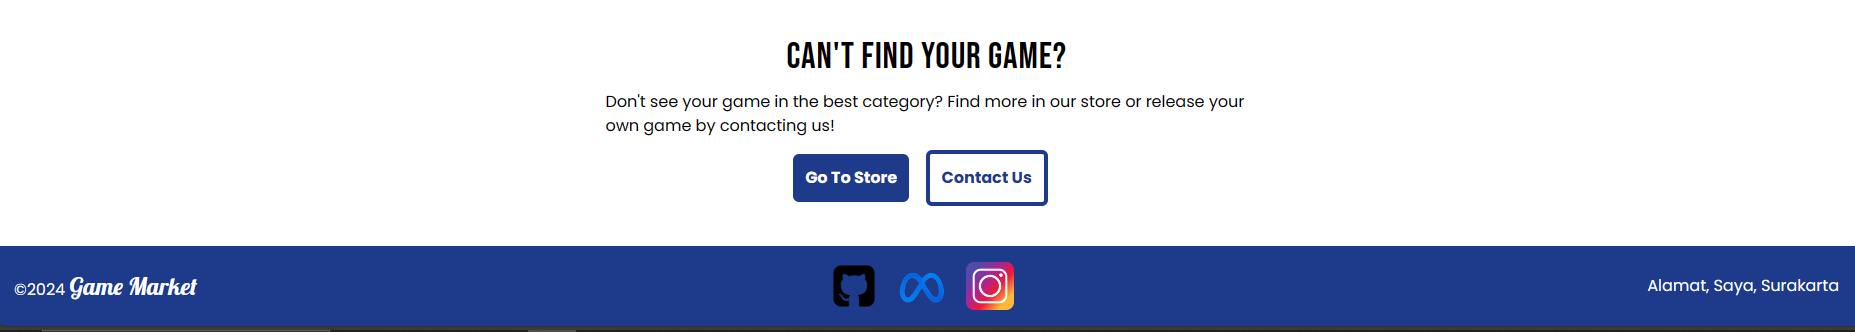 CAN'T FIND YOUR GAME?
Don't see your game in the best category? Find more in our store or release your
own game by contacting us!
Go To Store
Contact Us
©2024 Game Market
Alamat, Saya, Surakarta